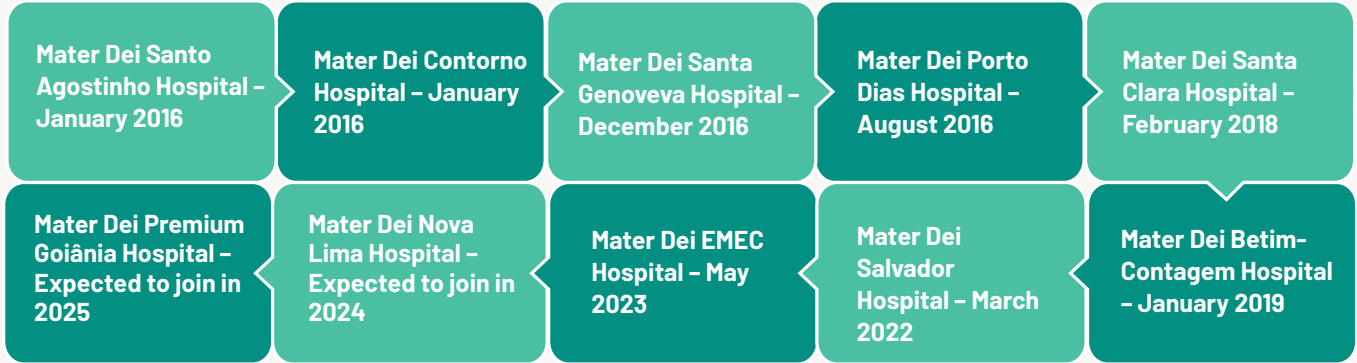 Mater Dei Santo
Agostinho Hospital –
January 2016
Mater Dei Contorno
Hospital – January
2016
Mater Dei Santa
Genoveva Hospital –
December 2016
Mater Dei Porto
Dias Hospital –
August 2016
Mater Dei Santa
Clara Hospital –
February 2018
Mater Dei Betim-
Contagem Hospital
– January 2019
Mater Dei
Salvador
Hospital – March
2022
Mater Dei EMEC
Hospital – May
2023
Mater Dei Nova
Lima Hospital –
Expected to join in
2024
Mater Dei Premium
Goiânia Hospital –
Expected to join in
2025